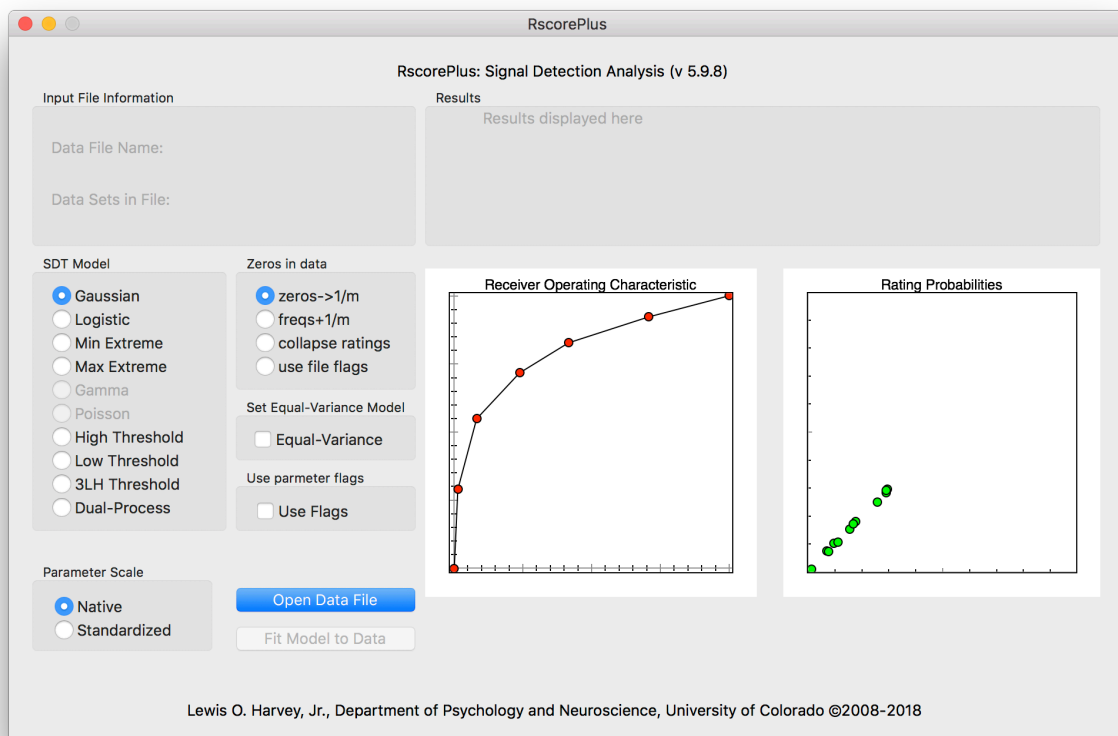 RscorePlus
RscorePlus: Signal Detection Analysis (v 5.9.8)
Input File Information
Data File Name:
Data Sets in File:
Results
Results displayed here
SDT Model
Gaussian
Logistic
Min Extreme
Max Extreme
Gamma
Poisson
High Threshold
Low Threshold
3LH Threshold
Dual-Process
Zeros in data
zeros->1/m
freqs+1/m
collapse ratings
use file flags
Set Equal-Variance Model
Equal-Variance
Use parmeter flags
Use Flags
Receiver Operating Characteristic
Rating Probabilities
Parameter Scale
Native
Standardized
Open Data File
Fit Model to Data
Lewis O. Harvey, Jr., Department of Psychology and Neuroscience, University of Colorado ©2008-2018